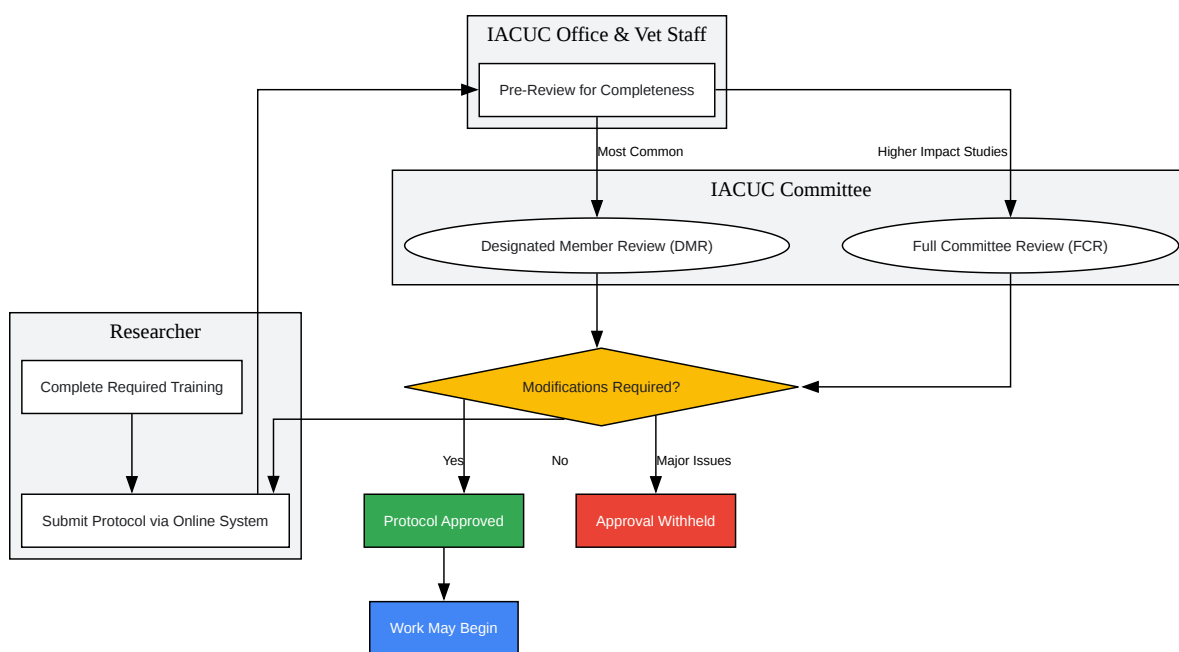 IACUC Office & Vet Staff
Pre-Review for Completeness
Most Common
Higher Impact Studies
IACUC Committee
Designated Member Review (DMR)
Full Committee Review (FCR)
Researcher
Complete Required Training
Modifications Required?
Yes
No
Major Issues
Submit Protocol via Online System
Protocol Approved
Approval Withheld
Work May Begin